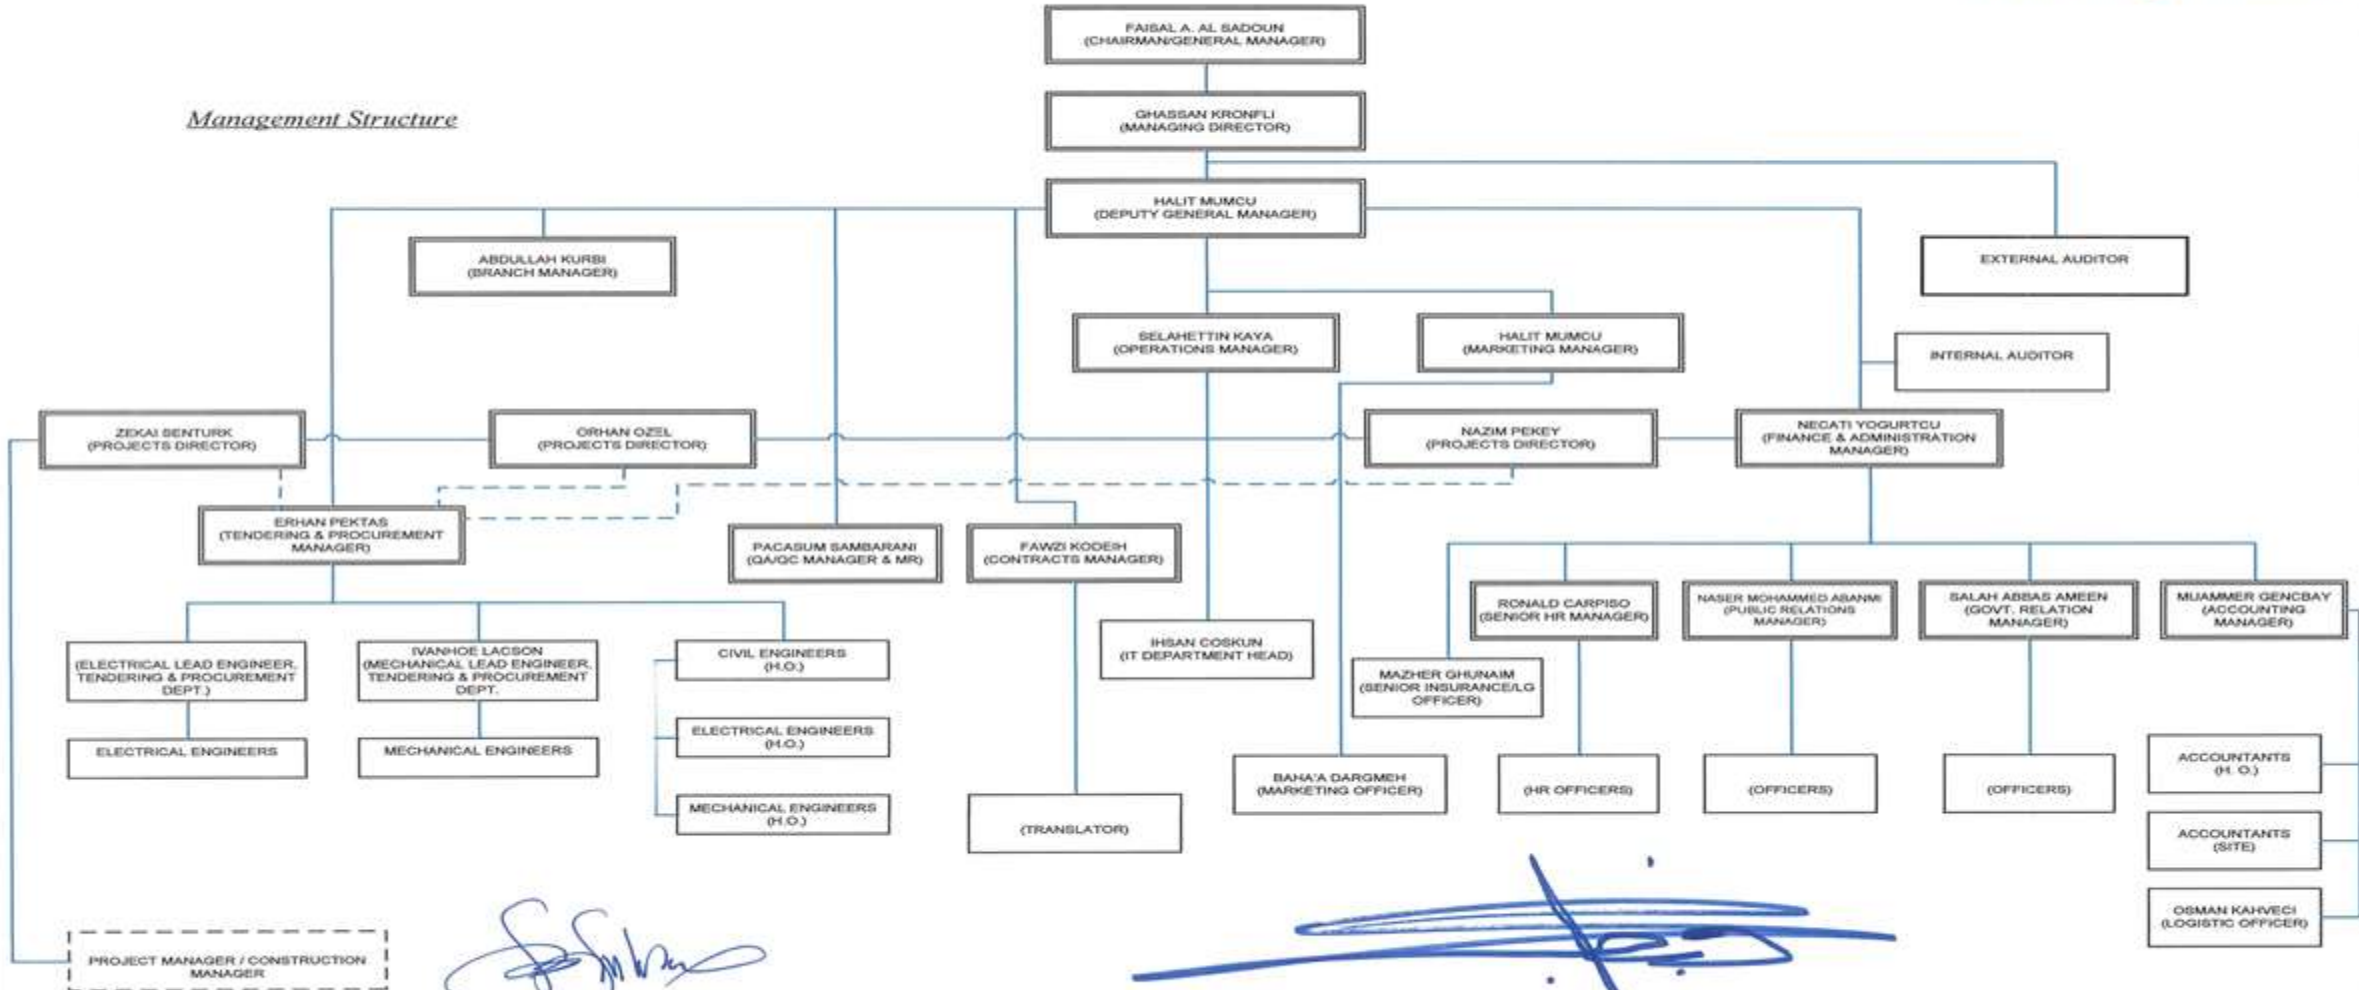 FAISAL A. AL SADOUN
(CHAIRMAN/GENERAL MANAGER)
Management Structure
GHASSAN KRONFLI
(MANAGING DIRECTOR)
HALIT MUMCU
(DEPUTY GENERAL MANAGER)
ABDULLAH KURBI
(BRANCH MANAGER)
EXTERNAL AUDITOR
SELAHETTIN KAYA
(OPERATIONS MANAGER)
HALIT MUMCU
(MARKETING MANAGER)
INTERNAL AUDITOR
ZEKAI SENTURK
(PROJECTS DIRECTOR)
ORHAN OZEL
(PROJECTS DIRECTOR)
NAZIM PEKEY
(PROJECTS DIRECTOR)
NECATI YOGURTCU
(FINANCE & ADMINISTRATION
MANAGER)
ERHAN PEKTAS
(TENDERING & PROCUREMENT
MANAGER)
PACASUM SAMBARANI
(QA/QC MANAGER & MR)
FAWZI KODEIH
(CONTRACTS MANAGER)
RONALD CARPISO
(SENIOR HR MANAGER)
NASER MOHAMMED ABANMI
(PUBLIC RELATIONS
MANAGER)
SALAH ABBAS AMEEN
(GOVT. RELATION
MANAGER)
MUAMMER GENCBAY
(ACCOUNTING
MANAGER)
(ELECTRICAL LEAD ENGINEER,
TENDERING & PROCUREMENT
DEPT.)
IVANHOE LACSON
(MECHANICAL LEAD ENGINEER,
TENDERING & PROCUREMENT
DEPT.
CIVIL ENGINEERS
(H.O.)
IHSAN COSKUN
(IT DEPARTMENT HEAD)
MAZHER GHUNAIM
(SENIOR INSURANCE/LG
OFFICER)
ELECTRICAL ENGINEERS
MECHANICAL ENGINEERS
ELECTRICAL ENGINEERS
(H.O.)
MECHANICAL ENGINEERS
(H.O.)
(TRANSLATOR)
BAHA'A DARGMEH
(MARKETING OFFICER)
(HR OFFICERS)
(OFFICERS)
(OFFICERS)
ACCOUNTANTS
(H. O.)
ACCOUNTANTS
(SITE)
OSMAN KAHVECI
(LOGISTIC OFFICER)
PROJECT MANAGER / CONSTRUCTION
MANAGER